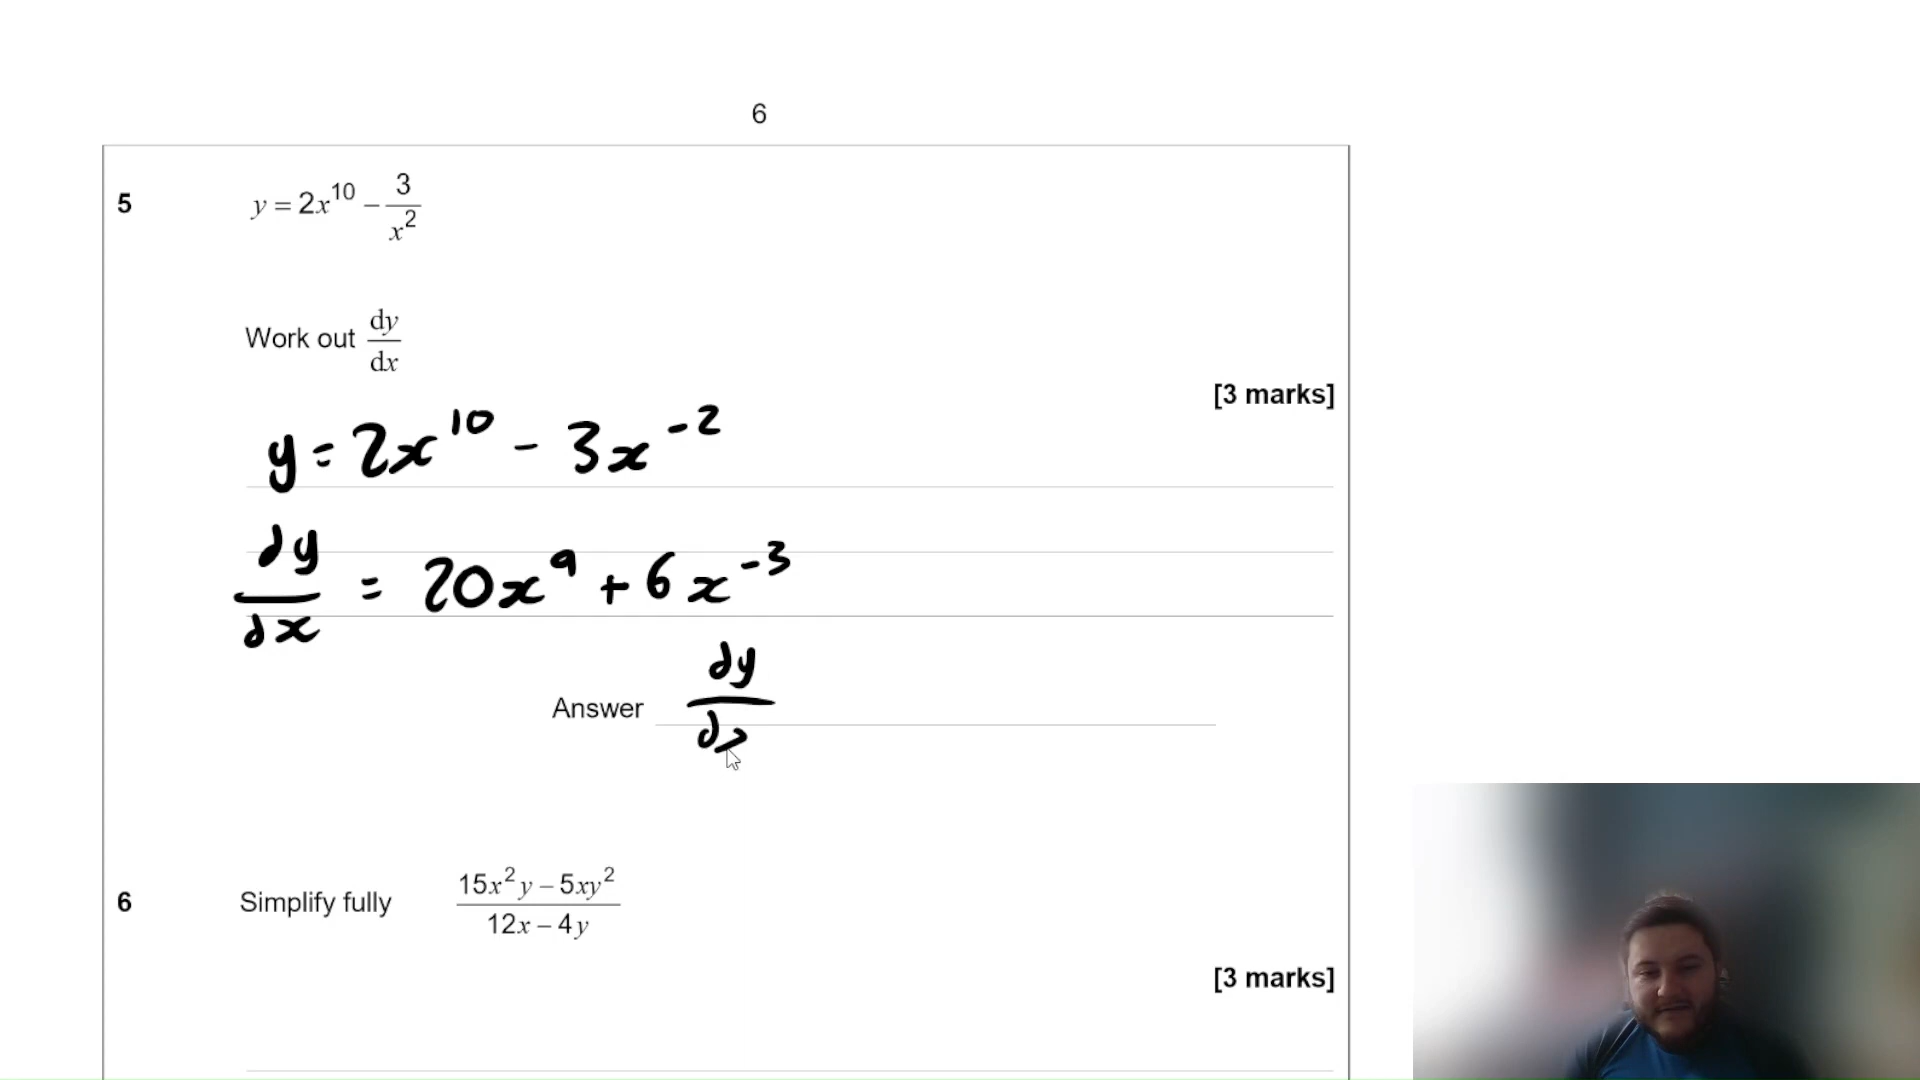 6
5 y = 2x^10 − 3/x^2
Work out dy/dx
[3 marks]
y = 2x^10 - 3x^-2
dy/dx = 20x^9 + 6x^-3
Answer dy/d
6 Simplify fully (15x^2y − 5xy^2)/(12x − 4y)
[3 marks]